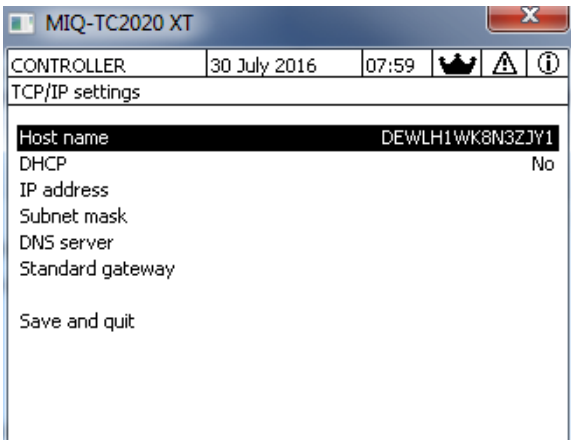 MIQ-TC2020 XT
CONTROLLER 30 July 2016 07:59
TCP/IP settings
Host name DEWLH1WK8N3ZJY1
DHCP No
IP address
Subnet mask
DNS server
Standard gateway
Save and quit